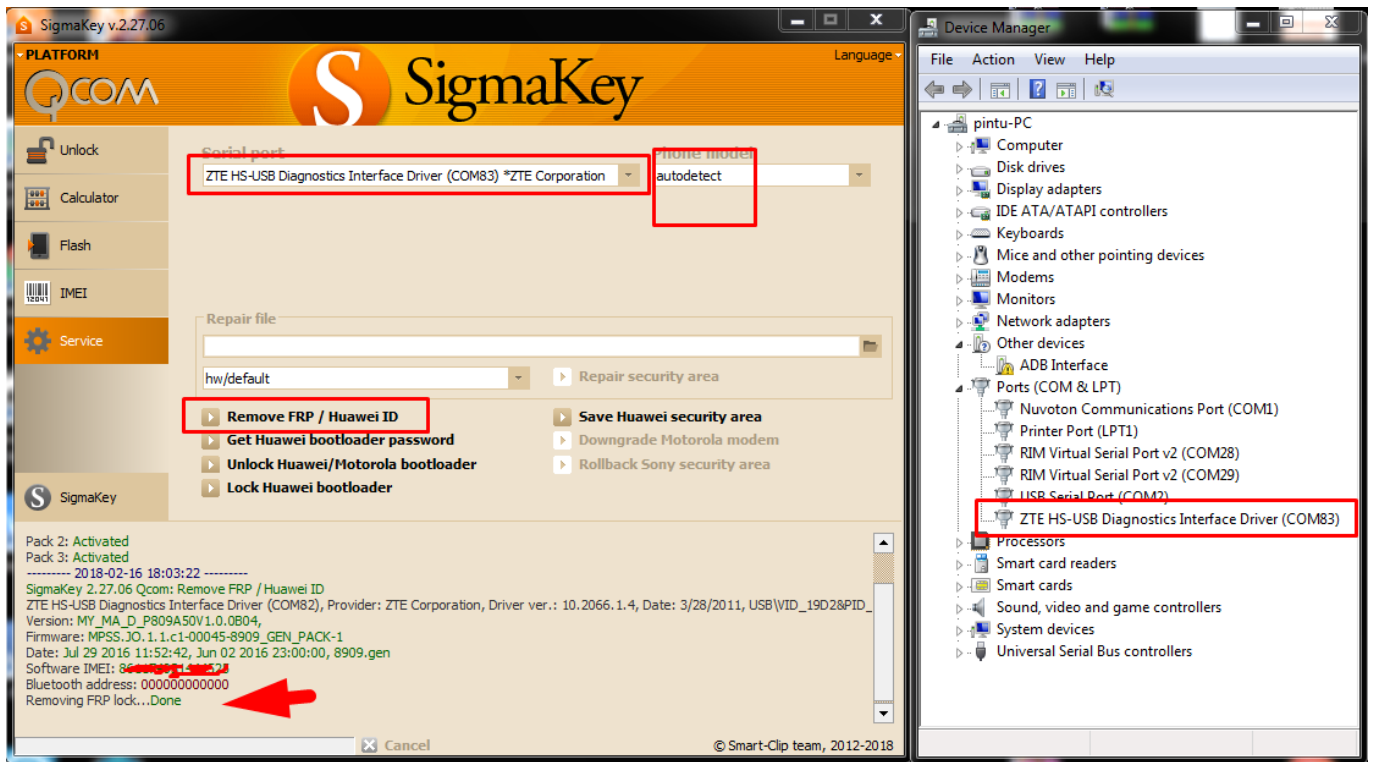 SigmaKey v.2.27.06
PLATFORM
Language
QCOM
S SigmaKey
Unlock
Calculator
Flash
IMEI
12041
Service
SigmaKey
Serial port
Phone model
ZTE HS-USB Diagnostics Interface Driver (COM83) *ZTE Corporation
autodetect
Repair file
hw/default
Repair security area
Remove FRP / Huawei ID
Save Huawei security area
Get Huawei bootloader password
Downgrade Motorola modem
Unlock Huawei/Motorola bootloader
Rollback Sony security area
Lock Huawei bootloader
Pack 2: Activated
Pack 3: Activated
--------- 2018-02-16 18:03:22 ---------
SigmaKey 2.27.06 Qcom: Remove FRP / Huawei ID
ZTE HS-USB Diagnostics Interface Driver (COM82), Provider: ZTE Corporation, Driver ver.: 10.2066.1.4, Date: 3/28/2011, USB\VID_19D2&PID_
Version: MY_MA_D_P809A50V1.0.0B04,
Firmware: MPSS.JO.1.1.c1-00045-8909_GEN_PACK-1
Date: Jul 29 2016 11:52:42, Jun 02 2016 23:00:00, 8909.gen
Software IMEI:
Bluetooth address: 000000000000
Removing FRP lock...Done
Cancel
© Smart-Clip team, 2012-2018
Device Manager
File Action View Help
pintu-PC
Computer
Disk drives
Display adapters
IDE ATA/ATAPI controllers
Keyboards
Mice and other pointing devices
Modems
Monitors
Network adapters
Other devices
ADB Interface
Ports (COM & LPT)
Nuvoton Communications Port (COM1)
Printer Port (LPT1)
RIM Virtual Serial Port v2 (COM28)
RIM Virtual Serial Port v2 (COM29)
USB Serial Port (COM2)
ZTE HS-USB Diagnostics Interface Driver (COM83)
Processors
Smart card readers
Smart cards
Sound, video and game controllers
System devices
Universal Serial Bus controllers